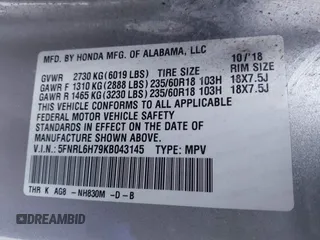 MFD. BY HONDA MFG. OF ALABAMA, LLC 10/'18
GVWR 2730 KG (6019 LBS) TIRE SIZE RIM SIZE
GAWR F 1310 KG (2888 LBS) 235/60R18 103H 18X7.5J
GAWR R 1465 KG (3230 LBS) 235/60R18 103H 18X7.5J
THIS VEHICLE CONFORMS TO ALL APPLICABLE
FEDERAL MOTOR VEHICLE SAFETY AND
BUMPER STANDARDS IN EFFECT ON THE DATE OF
MANUFACTURE SHOWN ABOVE.
V.I.N.: 5FNRL6H79KB043145 TYPE: MPV
THR K AG8 -NH830M -D-B
DREAMBID